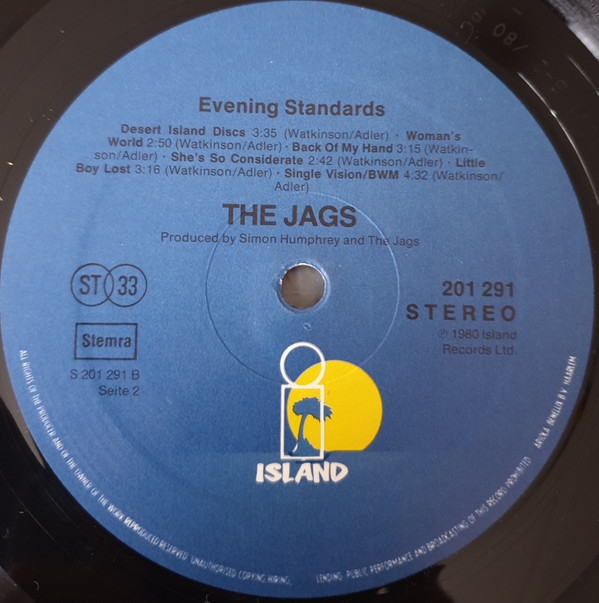 Evening Standards
Desert Island Discs 3:35 (Watkinson/Adler) · Woman's
World 2:50 (Watkinson/Adler) · Back Of My Hand 3:15 (Watkin-
son/Adler) · She's So Considerate 2:42 (Watkinson/Adler) · Little
Boy Lost 3:16 (Watkinson/Adler) · Single Vision/BWM 4:32 (Watkinson/
Adler)
THE JAGS
Produced by Simon Humphrey and The Jags
ST 33
Stemra
S 201 291 B
Seite 2
201 291
STEREO
℗ 1980 Island
Records Ltd.
ISLAND
ALL RIGHTS OF THE PRODUCER AND OF THE OWNER OF THE WORK REPRODUCED RESERVED. UNAUTHORISED COPYING, HIRING, LENDING, PUBLIC PERFORMANCE AND BROADCASTING OF THIS RECORD PROHIBITED.
ARIOLA BENELUX B.V. HAARLEM